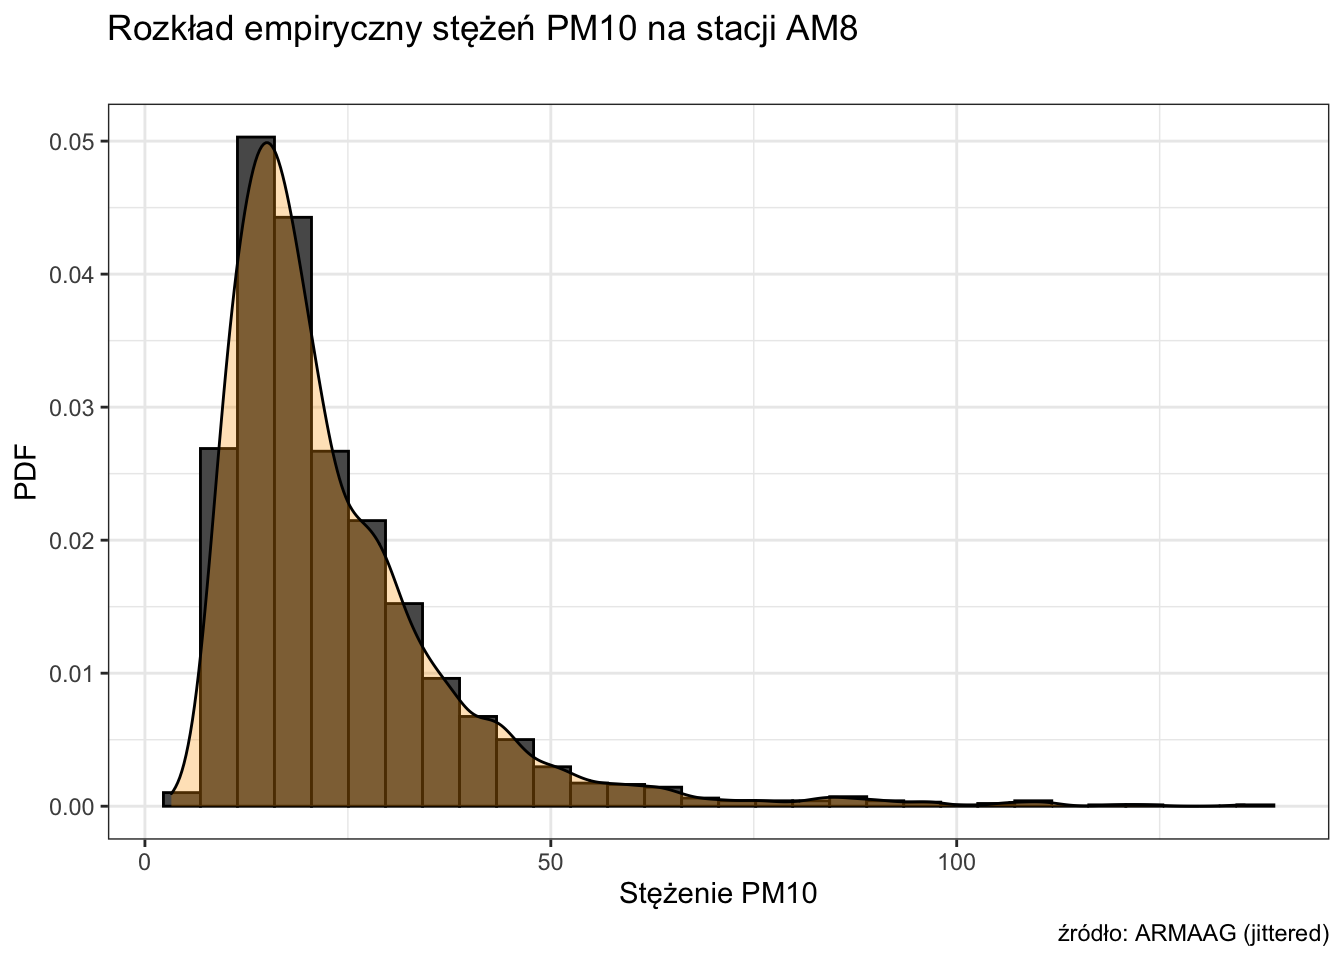 Rozkład empiryczny stężeń PM10 na stacji AM8
0.05
0.04
0.03
0.02
0.01
0.00
PDF
0 50 100
Stężenie PM10
źródło: ARMAAG (jittered)